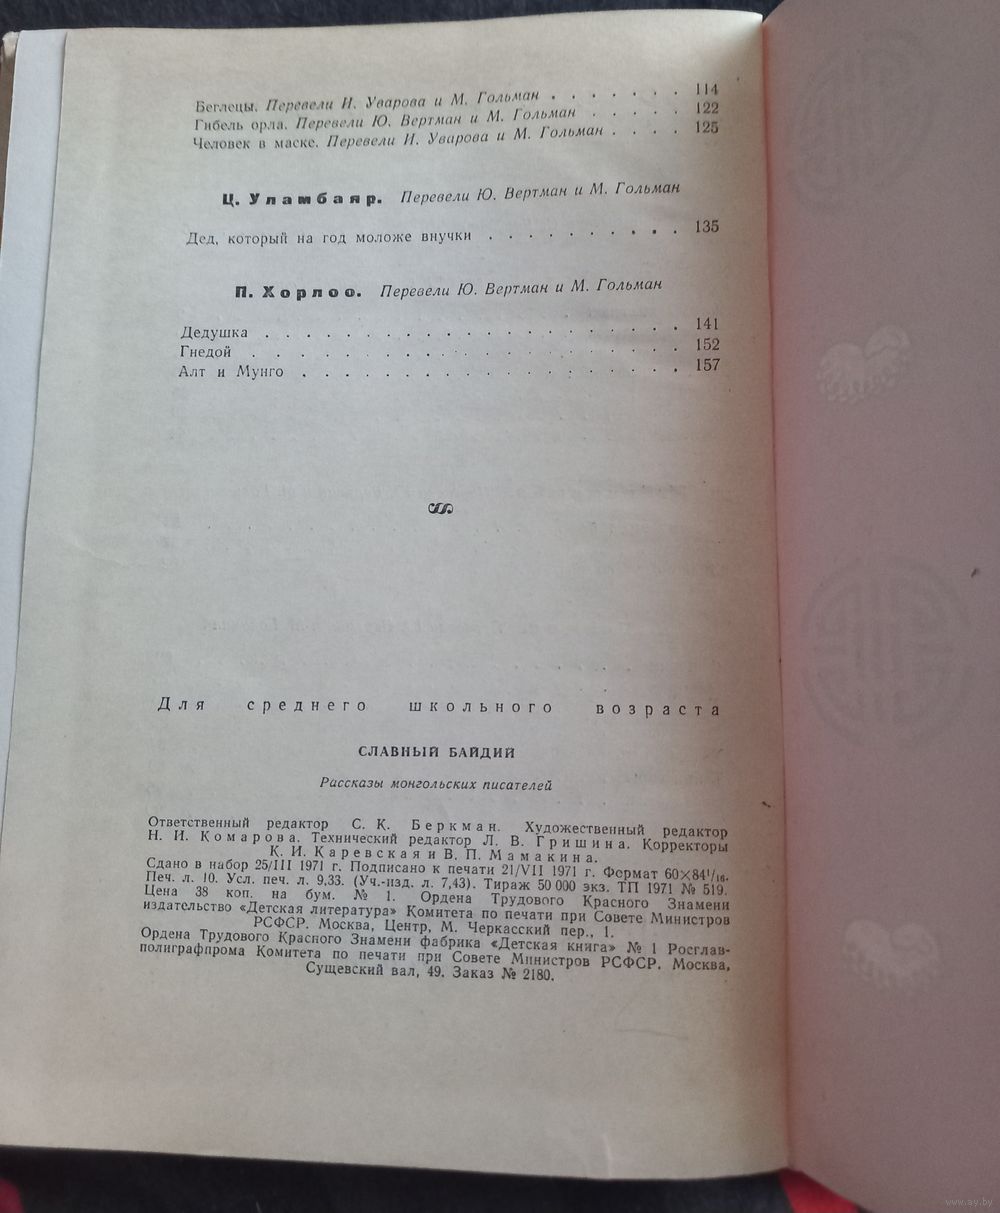 Беглецы. Перевели И. Уварова и М. Гольман . . . . . . . 114
Гибель орла. Перевели Ю. Вертман и М. Гольман . . . . . 122
Человек в маске. Перевели И. Уварова и М. Гольман . . . . 125
Ц. Уламбаяр. Перевели Ю. Вертман и М. Гольман
Дед, который на год моложе внучки . . . . . . . . . . 135
П. Хорлоо. Перевели Ю. Вертман и М. Гольман
Дедушка . . . . . . . . . . . . . . . . . . . . . . 141
Гнедой . . . . . . . . . . . . . . . . . . . . . . 152
Алт и Мунго . . . . . . . . . . . . . . . . . . . . 157
Для среднего школьного возраста
СЛАВНЫЙ БАЙДИЙ
Рассказы монгольских писателей
Ответственный редактор С. К. Беркман. Художественный редактор
Н. И. Комарова. Технический редактор Л. В. Гришина. Корректоры
К. И. Каревская и В. П. Мамакина.
Сдано в набор 25/III 1971 г. Подписано к печати 21/VII 1971 г. Формат 60×84¹/₁₆.
Печ. л. 10. Усл. печ. л. 9,33. (Уч.-изд. л. 7,43). Тираж 50 000 экз. ТП 1971 № 519.
Цена 38 коп. на бум. № 1. Ордена Трудового Красного Знамени
издательство «Детская литература» Комитета по печати при Совете Министров
РСФСР. Москва, Центр, М. Черкасский пер., 1.
Ордена Трудового Красного Знамени фабрика «Детская книга» № 1 Росглав-
полиграфпрома Комитета по печати при Совете Министров РСФСР. Москва,
Сущевский вал, 49. Заказ № 2180.
www.ay.by